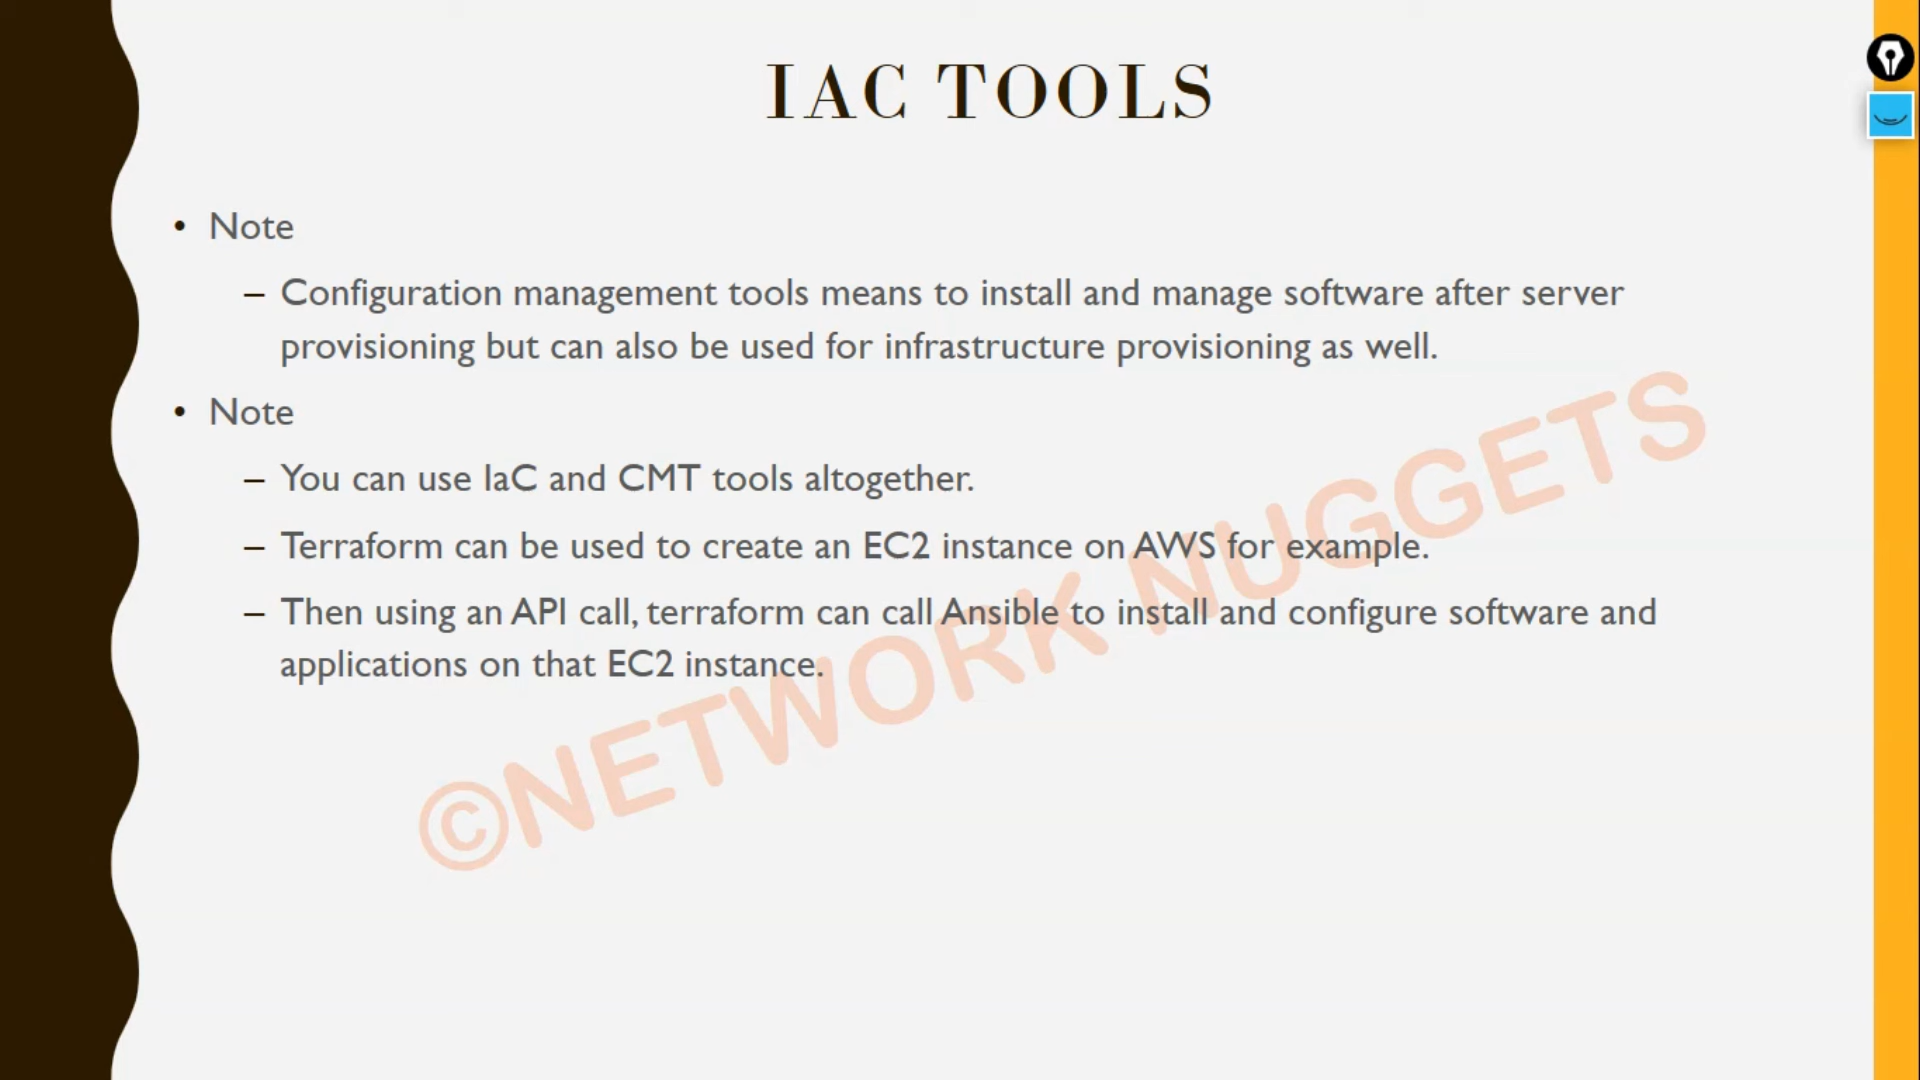 IAC TOOLS
• Note
– Configuration management tools means to install and manage software after server
provisioning but can also be used for infrastructure provisioning as well.
• Note
– You can use IaC and CMT tools altogether.
– Terraform can be used to create an EC2 instance on AWS for example.
– Then using an API call, terraform can call Ansible to install and configure software and
applications on that EC2 instance.
©NETWORK NUGGETS